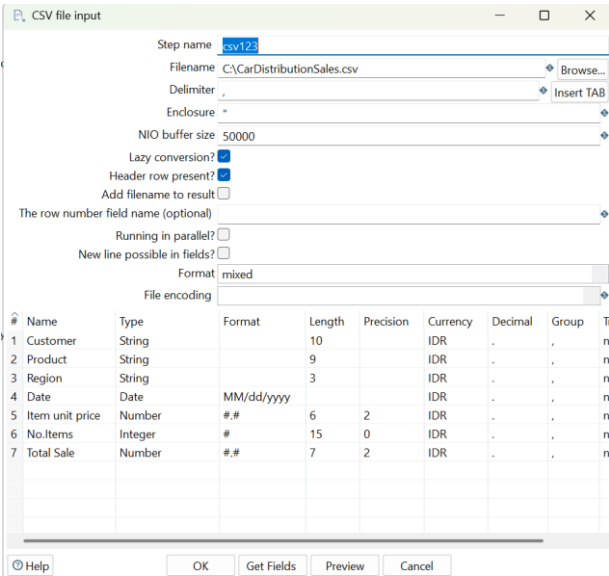 CSV file input
Step name csv123
Filename C:\CarDistributionSales.csv Browse...
Delimiter , Insert TAB
Enclosure "
NIO buffer size 50000
Lazy conversion?
Header row present?
Add filename to result
The row number field name (optional)
Running in parallel?
New line possible in fields?
Format mixed
File encoding
# Name Type Format Length Precision Currency Decimal Group
1 Customer String 10 IDR . , n
2 Product String 9 IDR . , n
3 Region String 3 IDR . , n
4 Date Date MM/dd/yyyy IDR . , n
5 Item unit price Number #.# 6 2 IDR . , n
6 No.Items Integer # 15 0 IDR . , n
7 Total Sale Number #.# 7 2 IDR . , n
Help OK Get Fields Preview Cancel